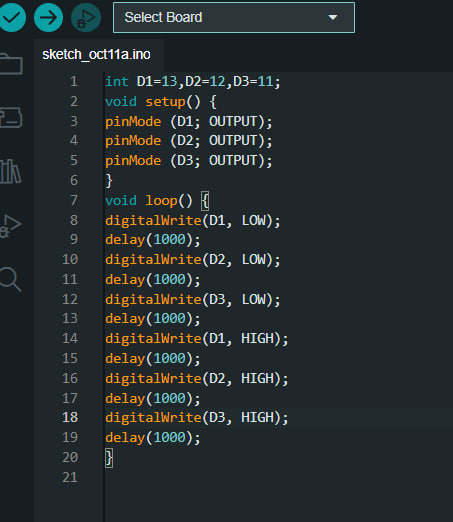 Select Board
sketch_oct11a.ino
1 int D1=13,D2=12,D3=11;
2 void setup() {
3 pinMode (D1; OUTPUT);
4 pinMode (D2; OUTPUT);
5 pinMode (D3; OUTPUT);
6 }
7 void loop() {
8 digitalWrite(D1, LOW);
9 delay(1000);
10 digitalWrite(D2, LOW);
11 delay(1000);
12 digitalWrite(D3, LOW);
13 delay(1000);
14 digitalWrite(D1, HIGH);
15 delay(1000);
16 digitalWrite(D2, HIGH);
17 delay(1000);
18 digitalWrite(D3, HIGH);
19 delay(1000);
20 }
21